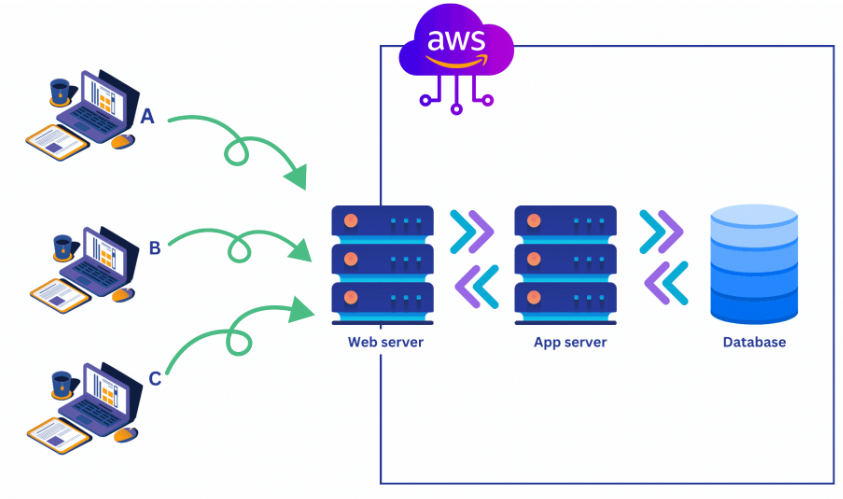 aws
A
B
C
Web server
App server
Database